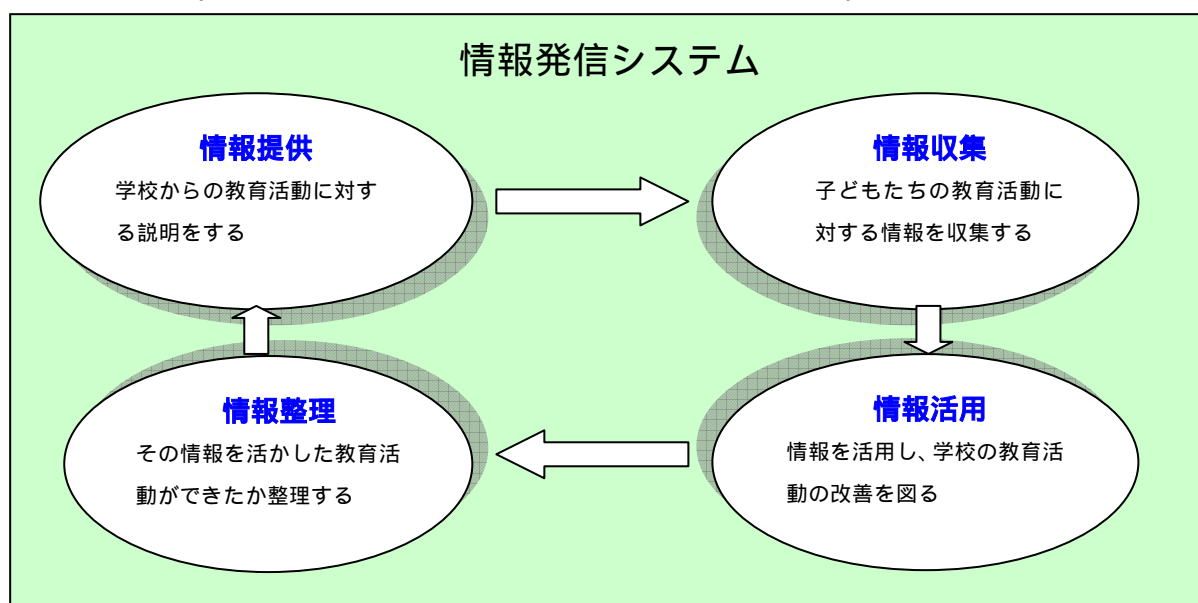 情報発信システム
情報提供
学校からの教育活動に対す
る説明をする
情報収集
子どもたちの教育活動に
対する情報を収集する
情報整理
その情報を活かした教育活
動ができたか整理する
情報活用
情報を活用し、学校の教育活
動の改善を図る